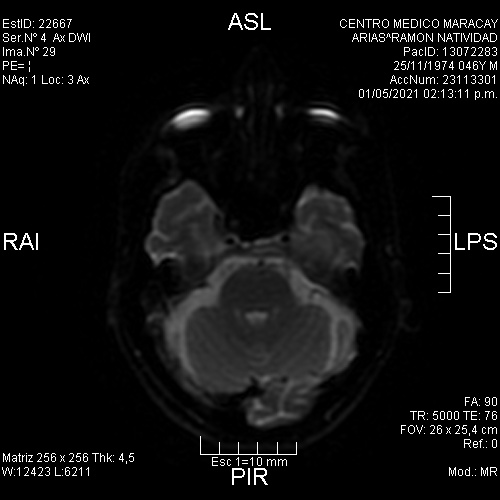 EstID: 22667
Ser.Nº 4 Ax DWI
Ima.Nº 29
PE= ¦
NAq: 1 Loc: 3 Ax
ASL
CENTRO MEDICO MARACAY
ARIAS^RAMON NATIVIDAD
PacID: 13072283
25/11/1974 046Y M
AccNum: 23113301
01/05/2021 02:13:11 p.m.
RAI
LPS
FA: 90
TR: 5000 TE: 76
FOV: 26 x 25,4 cm
Ref.: 0
Mod.: MR
Matriz 256 x 256 Thk: 4,5
W:12423 L:6211
Esc 1=10 mm
PIR